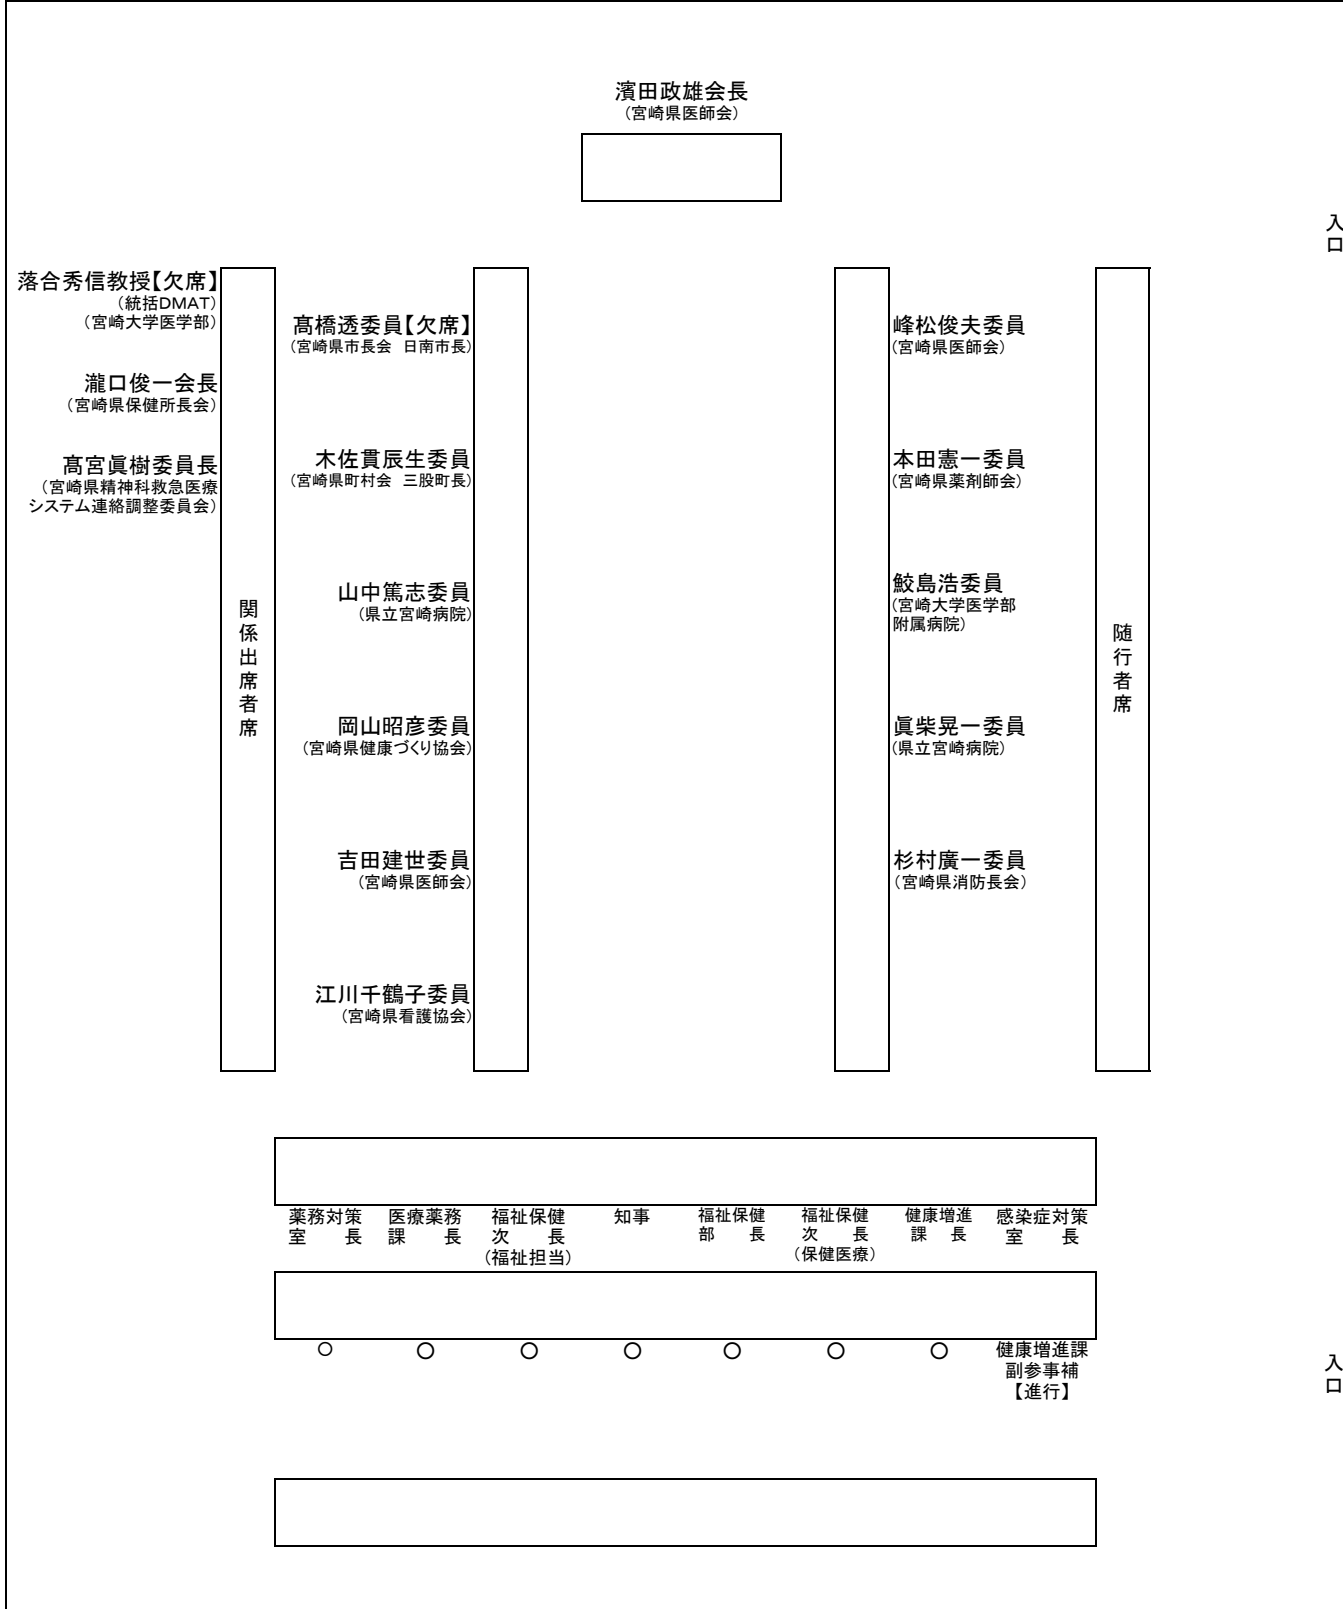 濱田政雄会長
（宮崎県医師会）
入口
落合秀信教授【欠席】
（統括DMAT）
（宮崎大学医学部）
瀧口俊一会長
（宮崎県保健所長会）
髙宮眞樹委員長
（宮崎県精神科救急医療
システム連絡調整委員会）
関係出席者席
髙橋透委員【欠席】
（宮崎県市長会　日南市長）
木佐貫辰生委員
（宮崎県町村会　三股町長）
山中篤志委員
（県立宮崎病院）
岡山昭彦委員
（宮崎県健康づくり協会）
吉田建世委員
（宮崎県医師会）
江川千鶴子委員
（宮崎県看護協会）
峰松俊夫委員
（宮崎県医師会）
本田憲一委員
（宮崎県薬剤師会）
鮫島浩委員
（宮崎大学医学部
附属病院）
眞柴晃一委員
（県立宮崎病院）
杉村廣一委員
（宮崎県消防長会）
随行者席
薬務対策
室　　長
医療薬務
課　　長
福祉保健
次　　長
（福祉担当）
知事
福祉保健
部　　長
福祉保健
次　　長
（保健医療）
健康増進
課　　長
感染症対策
室　　長
○　○　○　○　○　○　○
健康増進課
副参事補
【進行】
入口